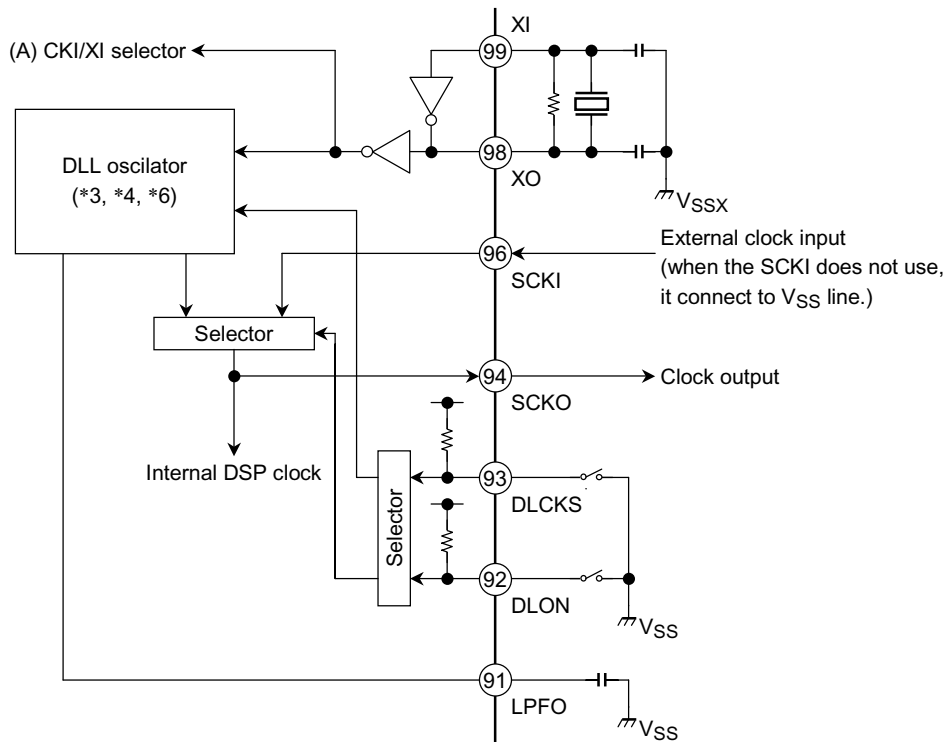 XI
(A) CKI/XI selector
99
DLL oscilator
(*3, *4, *6)
98
XO
VSSX
External clock input
(when the SCKI does not use,
it connect to VSS line.)
96
SCKI
Selector
94
Clock output
SCKO
Internal DSP clock
93
DLCKS
Selector
92
DLON
VSS
91
LPFO
VSS